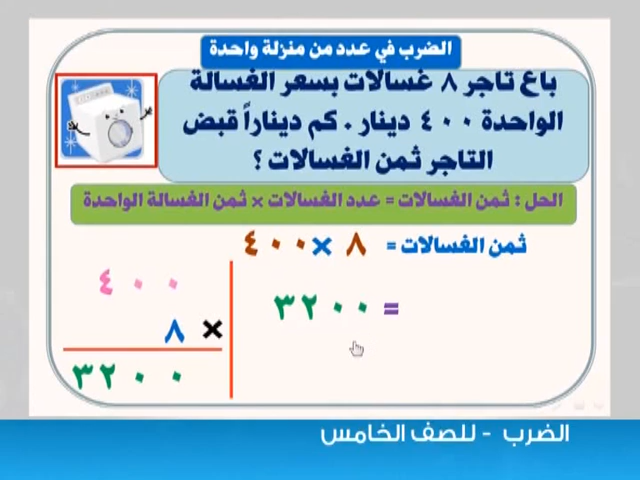 الضرب في عدد من منزلة واحدة
باع تاجر ٨ غسالات بسعر الغسالة
الواحدة ٤٠٠ دينار . كم ديناراً قبض
التاجر ثمن الغسالات ؟
الحل : ثمن الغسالات = عدد الغسالات × ثمن الغسالة الواحدة
ثمن الغسالات = ٨ × ٤٠٠
= ٣٢٠٠
٤٠٠
× ٨
٣٢٠٠
الضرب - للصف الخامس